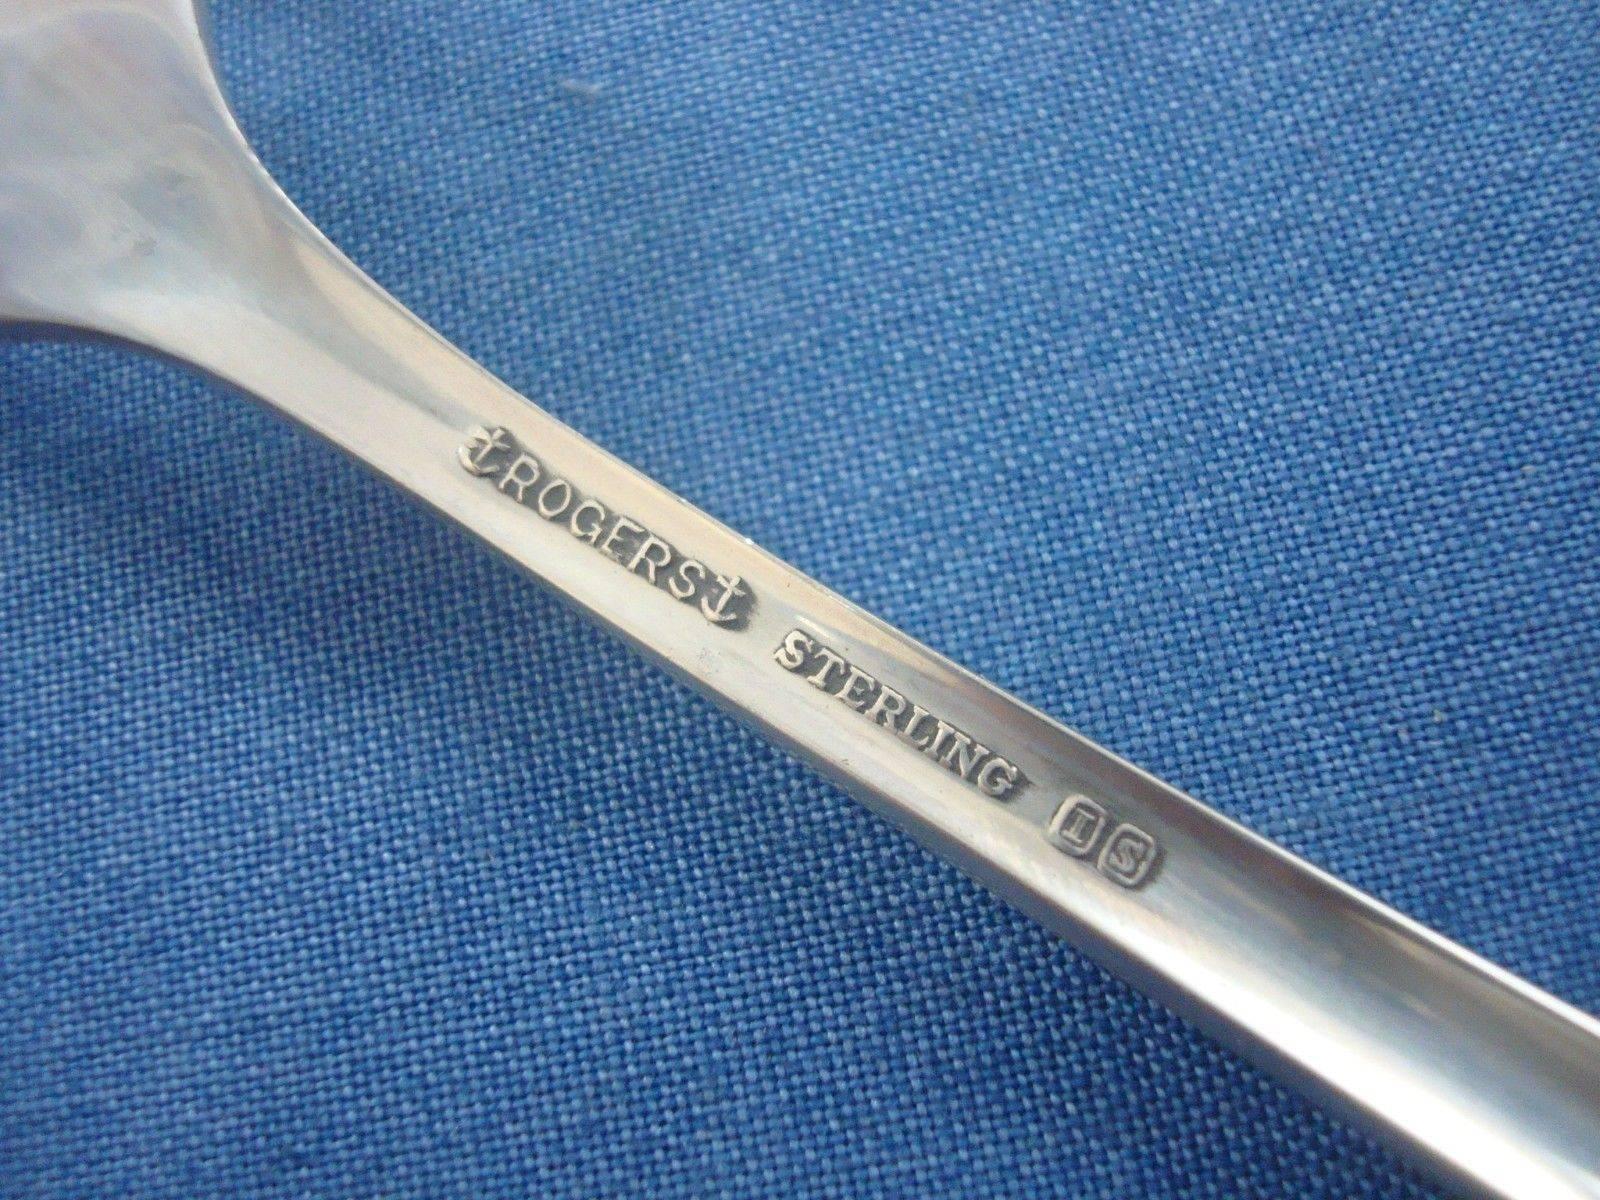 ⚓ROGERS⚓ STERLING I S